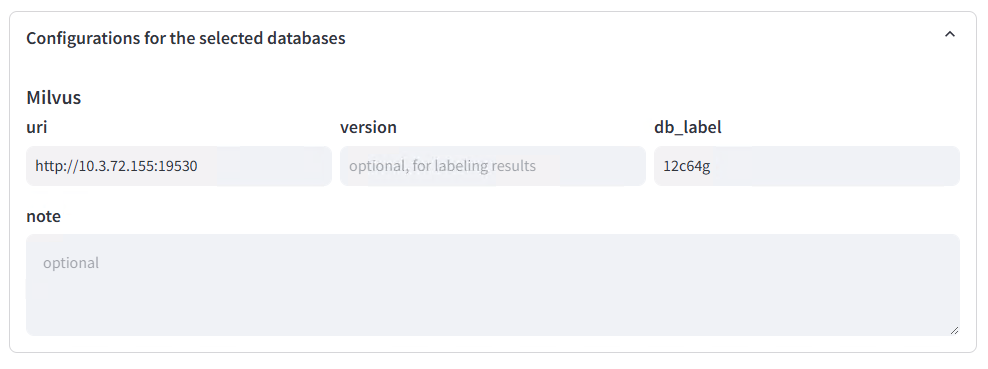 Configurations for the selected databases
Milvus
uri version db_label
http://10.3.72.155:19530 optional, for labeling results 12c64g
note
optional